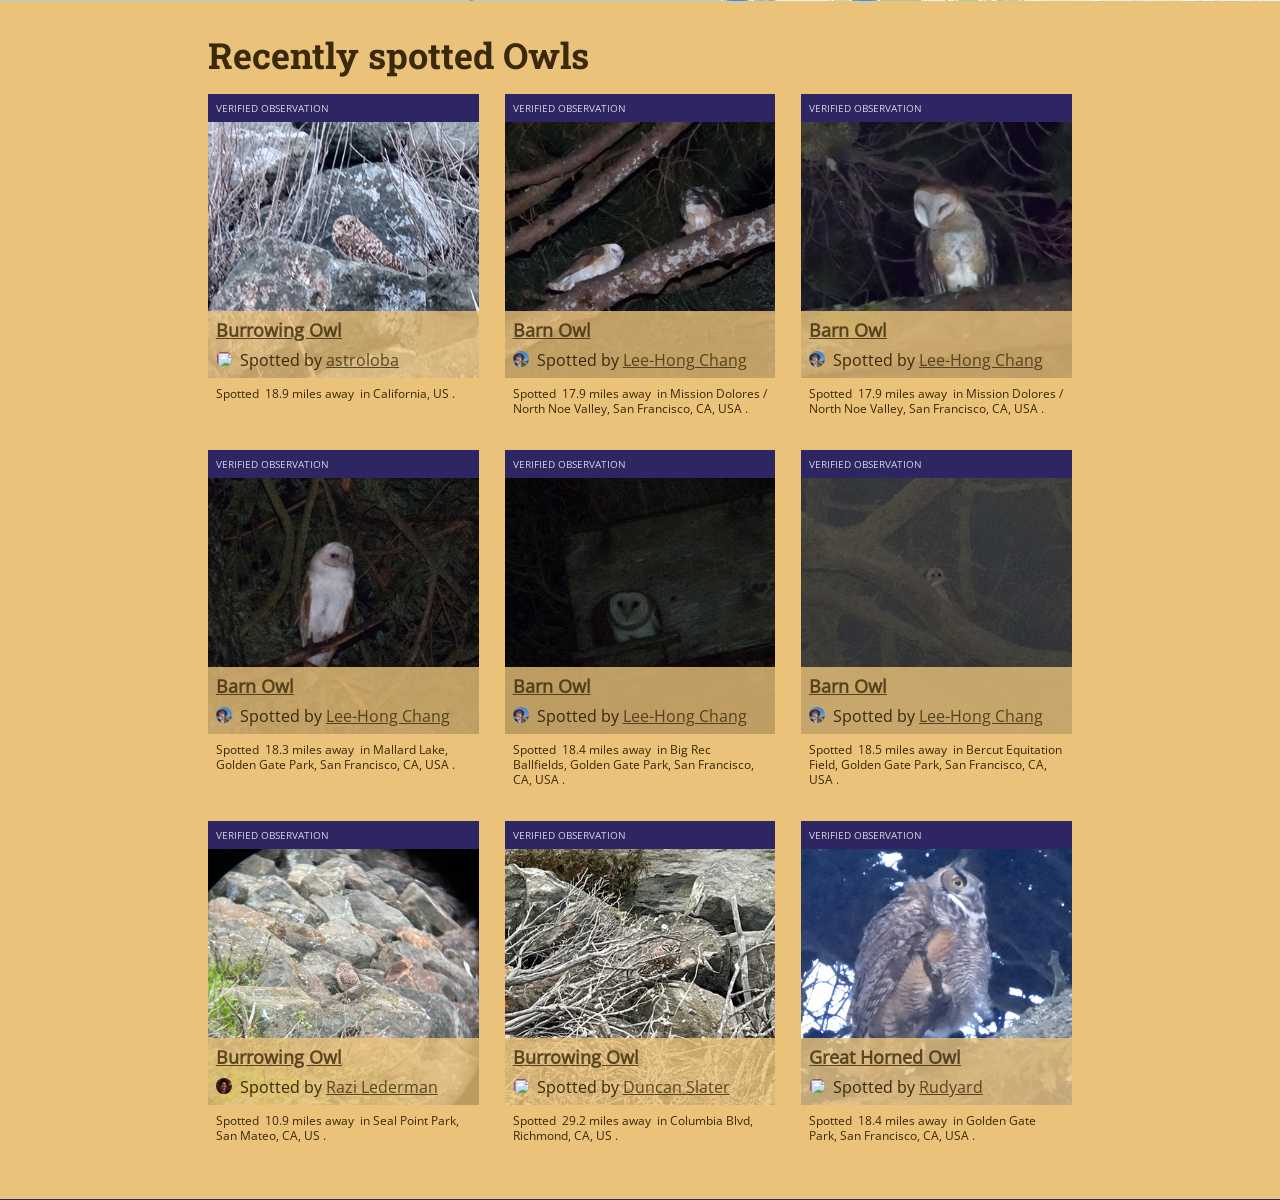 Recently spotted Owls
VERIFIED OBSERVATION
Burrowing Owl
Spotted by astroloba
Spotted 18.9 miles away in California, US .
VERIFIED OBSERVATION
Barn Owl
Spotted by Lee-Hong Chang
Spotted 17.9 miles away in Mission Dolores /
North Noe Valley, San Francisco, CA, USA .
VERIFIED OBSERVATION
Barn Owl
Spotted by Lee-Hong Chang
Spotted 17.9 miles away in Mission Dolores /
North Noe Valley, San Francisco, CA, USA .
VERIFIED OBSERVATION
Barn Owl
Spotted by Lee-Hong Chang
Spotted 18.3 miles away in Mallard Lake,
Golden Gate Park, San Francisco, CA, USA .
VERIFIED OBSERVATION
Barn Owl
Spotted by Lee-Hong Chang
Spotted 18.4 miles away in Big Rec
Ballfields, Golden Gate Park, San Francisco,
CA, USA .
VERIFIED OBSERVATION
Barn Owl
Spotted by Lee-Hong Chang
Spotted 18.5 miles away in Bercut Equitation
Field, Golden Gate Park, San Francisco, CA,
USA .
VERIFIED OBSERVATION
Burrowing Owl
Spotted by Razi Lederman
Spotted 10.9 miles away in Seal Point Park,
San Mateo, CA, US .
VERIFIED OBSERVATION
Burrowing Owl
Spotted by Duncan Slater
Spotted 29.2 miles away in Columbia Blvd,
Richmond, CA, US .
VERIFIED OBSERVATION
Great Horned Owl
Spotted by Rudyard
Spotted 18.4 miles away in Golden Gate
Park, San Francisco, CA, USA .